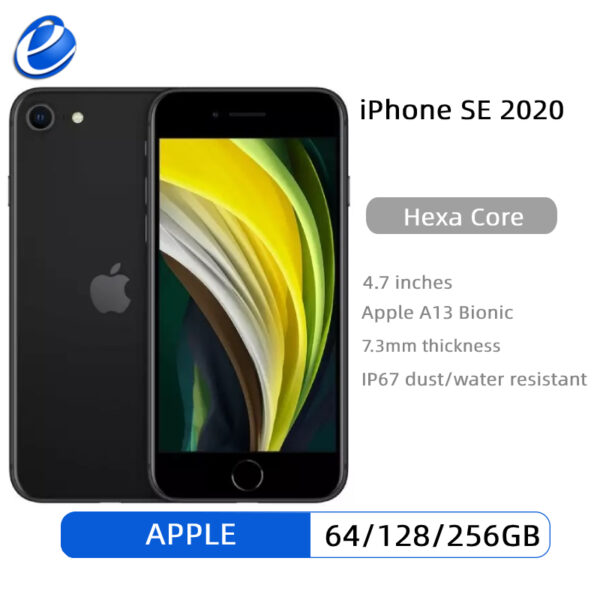 iPhone SE 2020
Hexa Core
4.7 inches
Apple A13 Bionic
7.3mm thickness
IP67 dust/water resistant
APPLE
64/128/256GB